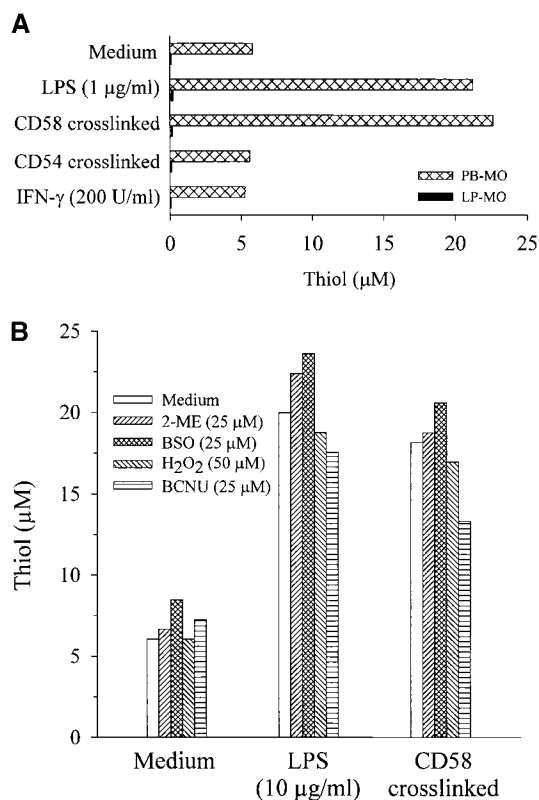 A
Medium
LPS (1 µg/ml)
CD58 crosslinked
CD54 crosslinked
IFN-γ (200 U/ml)
PB-MO
LP-MO
0 5 10 15 20 25
Thiol (µM)
B
25
20
15
10
5
0
Thiol (µM)
Medium
2-ME (25 µM)
BSO (25 µM)
H₂O₂ (50 µM)
BCNU (25 µM)
Medium LPS CD58
(10 µg/ml) crosslinked